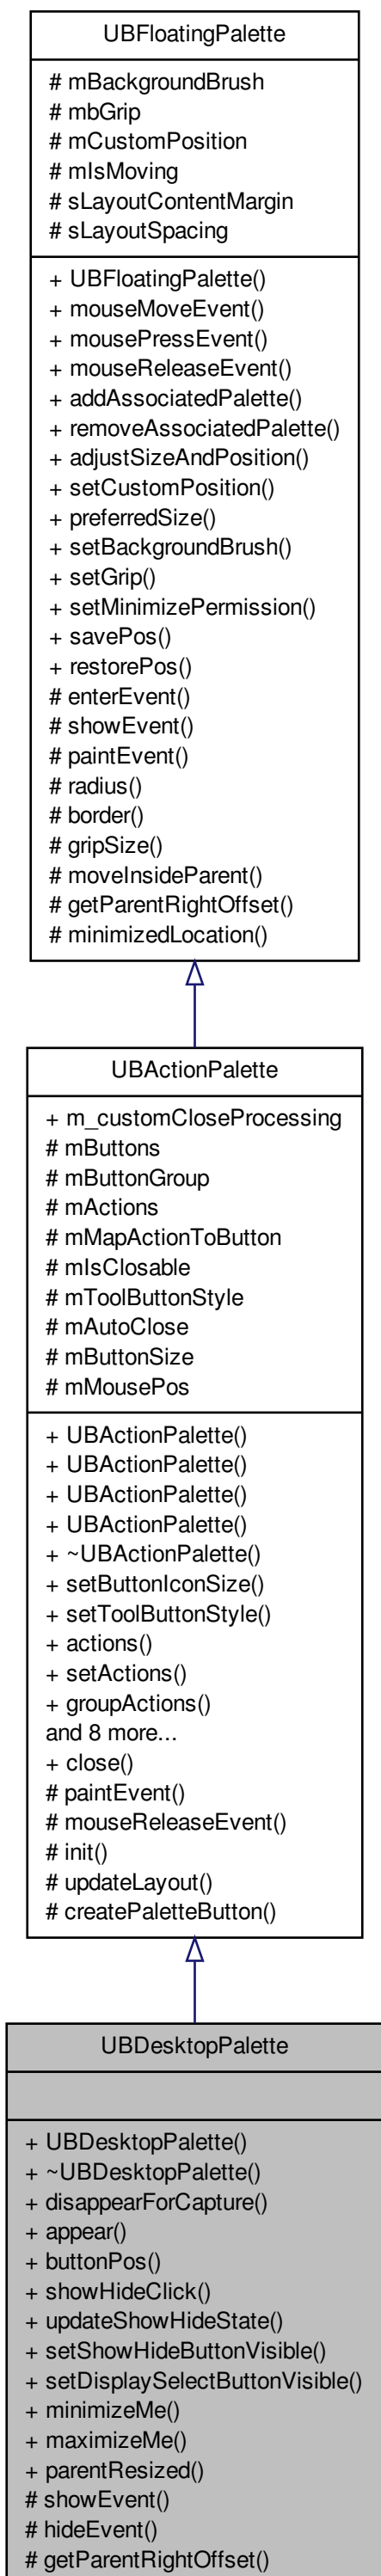 UBFloatingPalette
# mBackgroundBrush
# mbGrip
# mCustomPosition
# mIsMoving
# sLayoutContentMargin
# sLayoutSpacing
+ UBFloatingPalette()
+ mouseMoveEvent()
+ mousePressEvent()
+ mouseReleaseEvent()
+ addAssociatedPalette()
+ removeAssociatedPalette()
+ adjustSizeAndPosition()
+ setCustomPosition()
+ preferredSize()
+ setBackgroundBrush()
+ setGrip()
+ setMinimizePermission()
+ savePos()
+ restorePos()
# enterEvent()
# showEvent()
# paintEvent()
# radius()
# border()
# gripSize()
# moveInsideParent()
# getParentRightOffset()
# minimizedLocation()
UBActionPalette
+ m_customCloseProcessing
# mButtons
# mButtonGroup
# mActions
# mMapActionToButton
# mIsClosable
# mToolButtonStyle
# mAutoClose
# mButtonSize
# mMousePos
+ UBActionPalette()
+ UBActionPalette()
+ UBActionPalette()
+ UBActionPalette()
+ ~UBActionPalette()
+ setButtonIconSize()
+ setToolButtonStyle()
+ actions()
+ setActions()
+ groupActions()
and 8 more...
+ close()
# paintEvent()
# mouseReleaseEvent()
# init()
# updateLayout()
# createPaletteButton()
UBDesktopPalette
+ UBDesktopPalette()
+ ~UBDesktopPalette()
+ disappearForCapture()
+ appear()
+ buttonPos()
+ showHideClick()
+ updateShowHideState()
+ setShowHideButtonVisible()
+ setDisplaySelectButtonVisible()
+ minimizeMe()
+ maximizeMe()
+ parentResized()
# showEvent()
# hideEvent()
# getParentRightOffset()